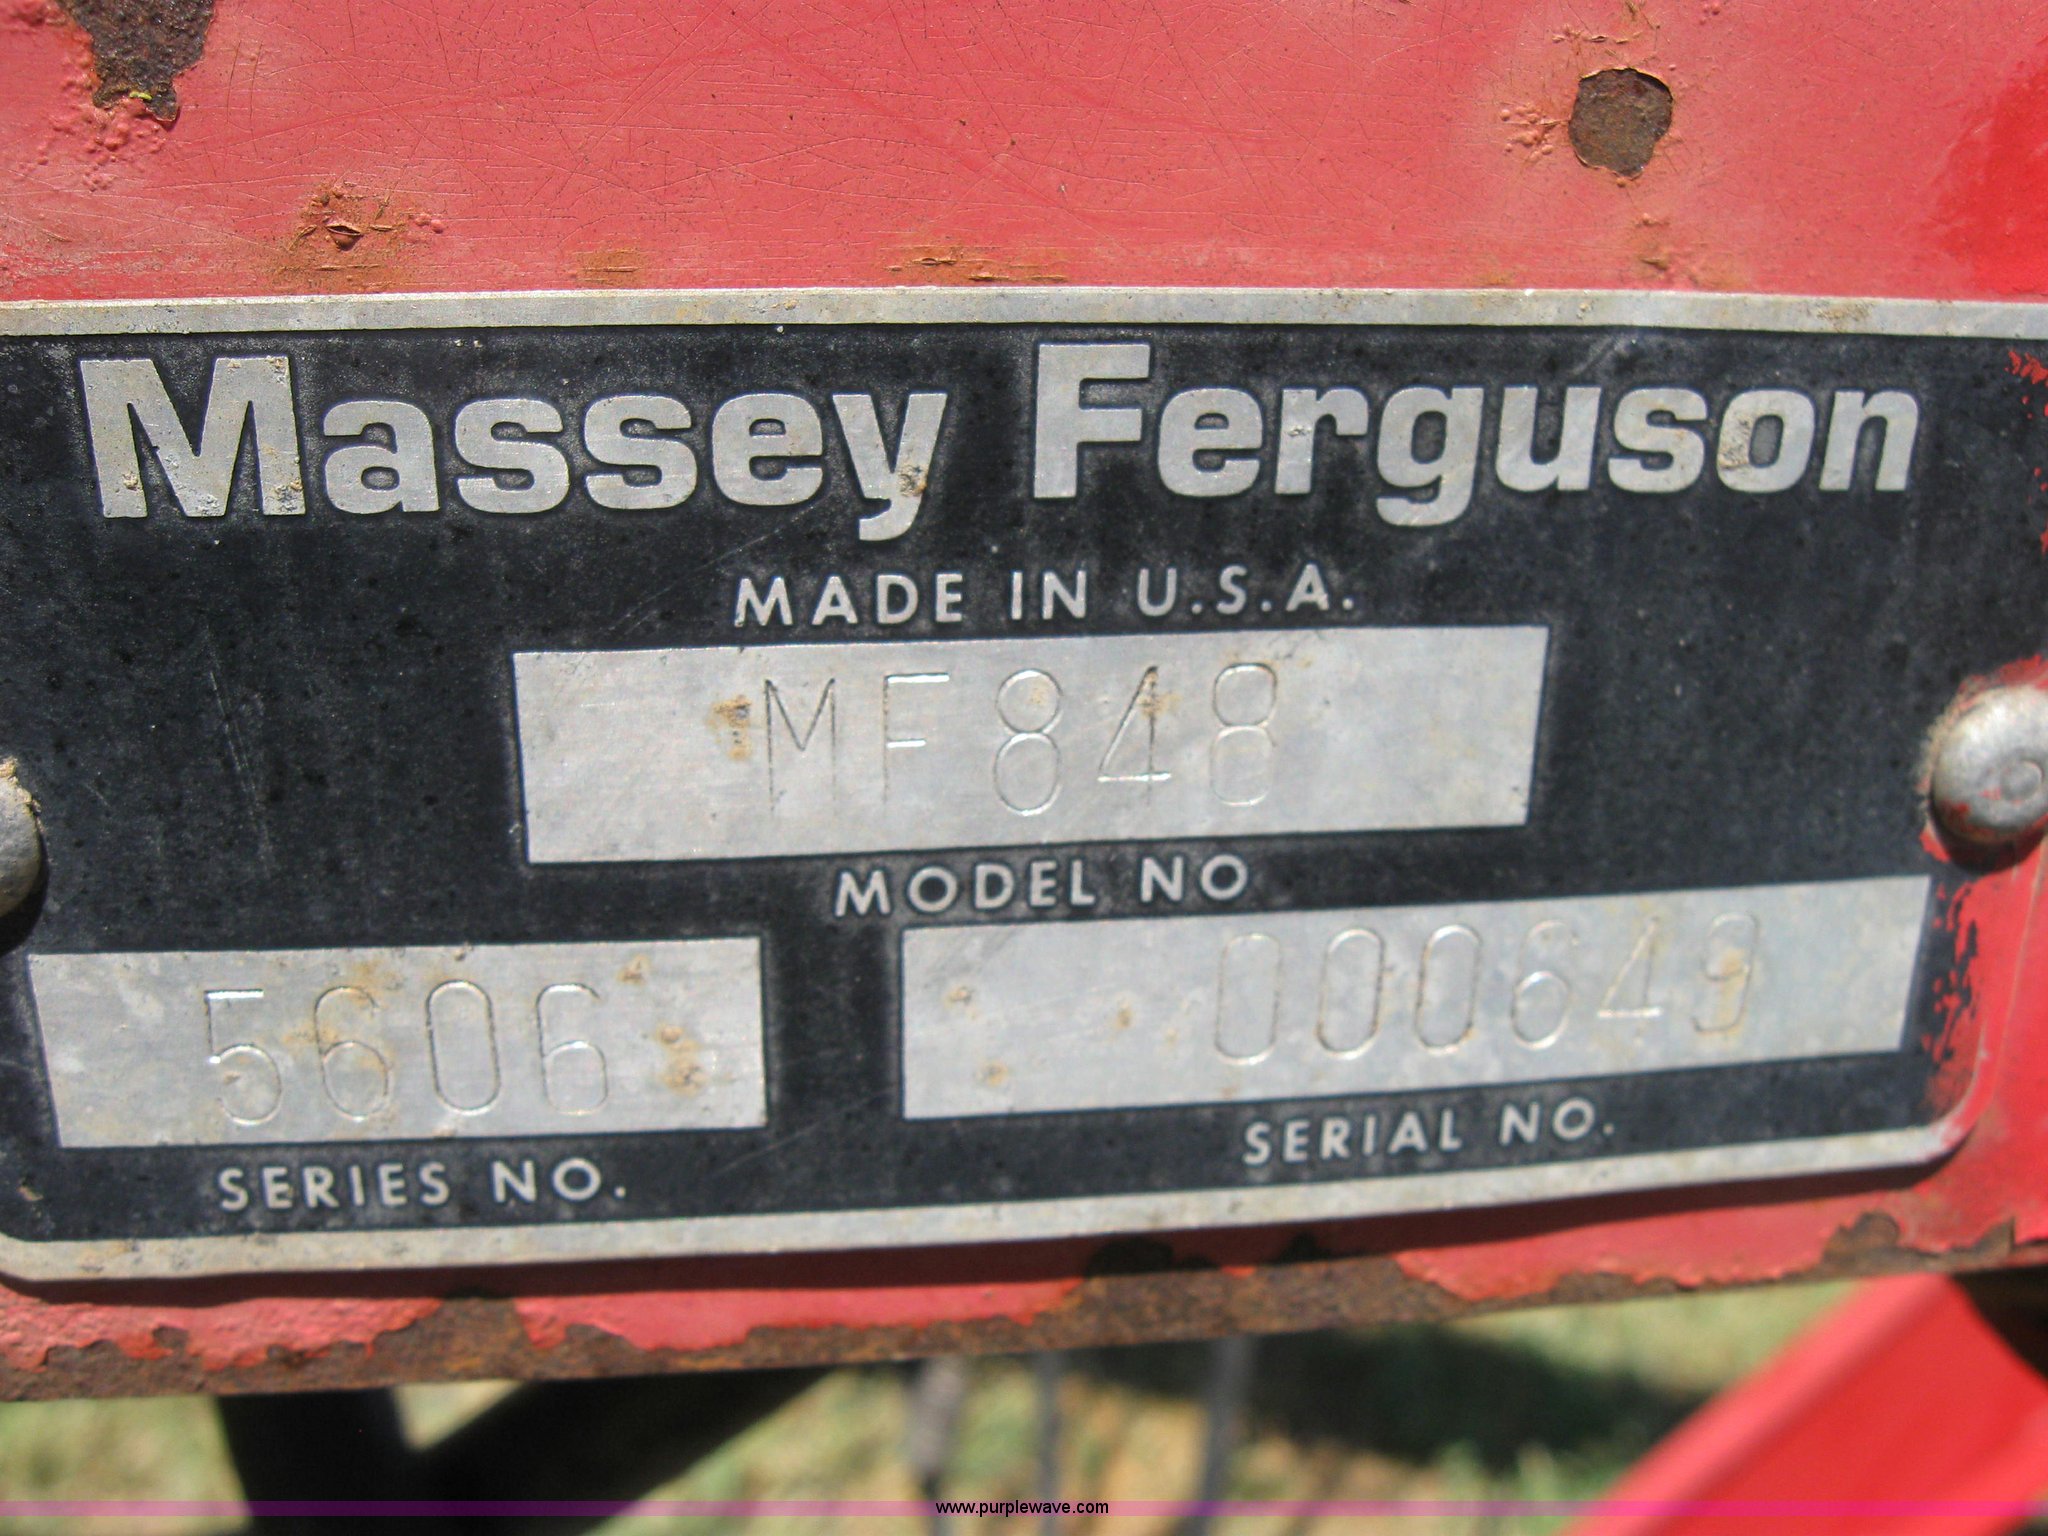 Massey Ferguson
MADE IN U.S.A.
MF848
MODEL NO
5606 000649
SERIES NO. SERIAL NO.
www.purplewave.com